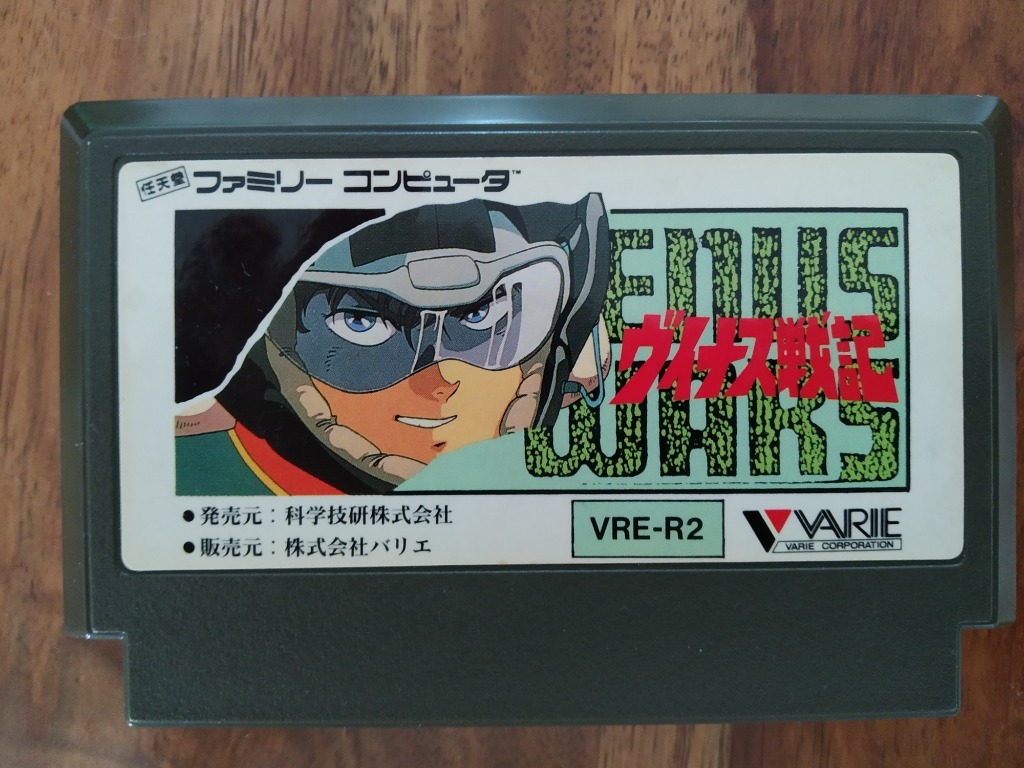 任天堂 ファミリー コンピュータ™
ENUS
ヴイナス戦記
WARS
●発売元：科学技研株式会社
●販売元：株式会社バリエ
VRE-R2
VARIE
VARIE CORPORATION